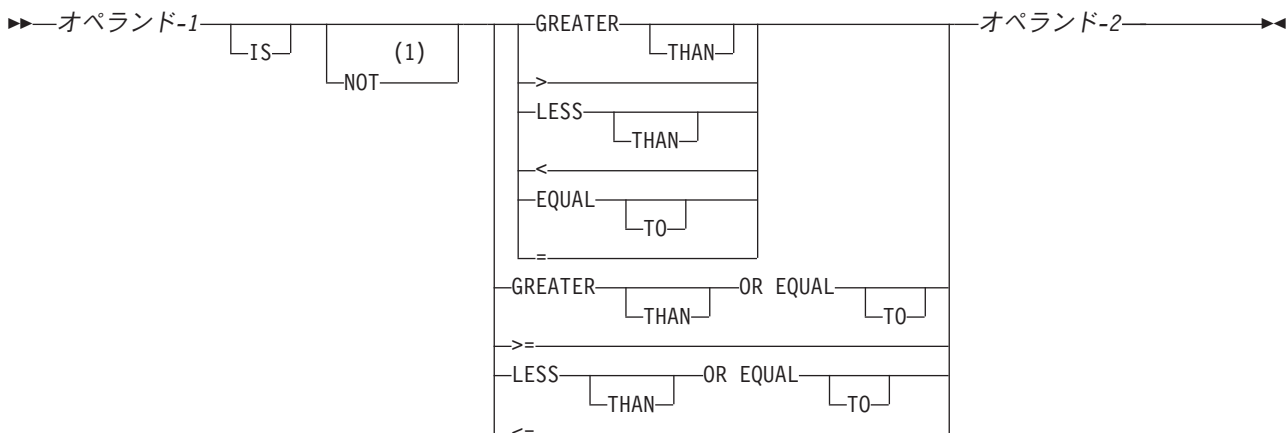 オペランド-1 IS NOT (1) GREATER THAN オペランド-2
>
LESS THAN
<
EQUAL TO
=
GREATER THAN OR EQUAL TO
>=
LESS THAN OR EQUAL TO
<=